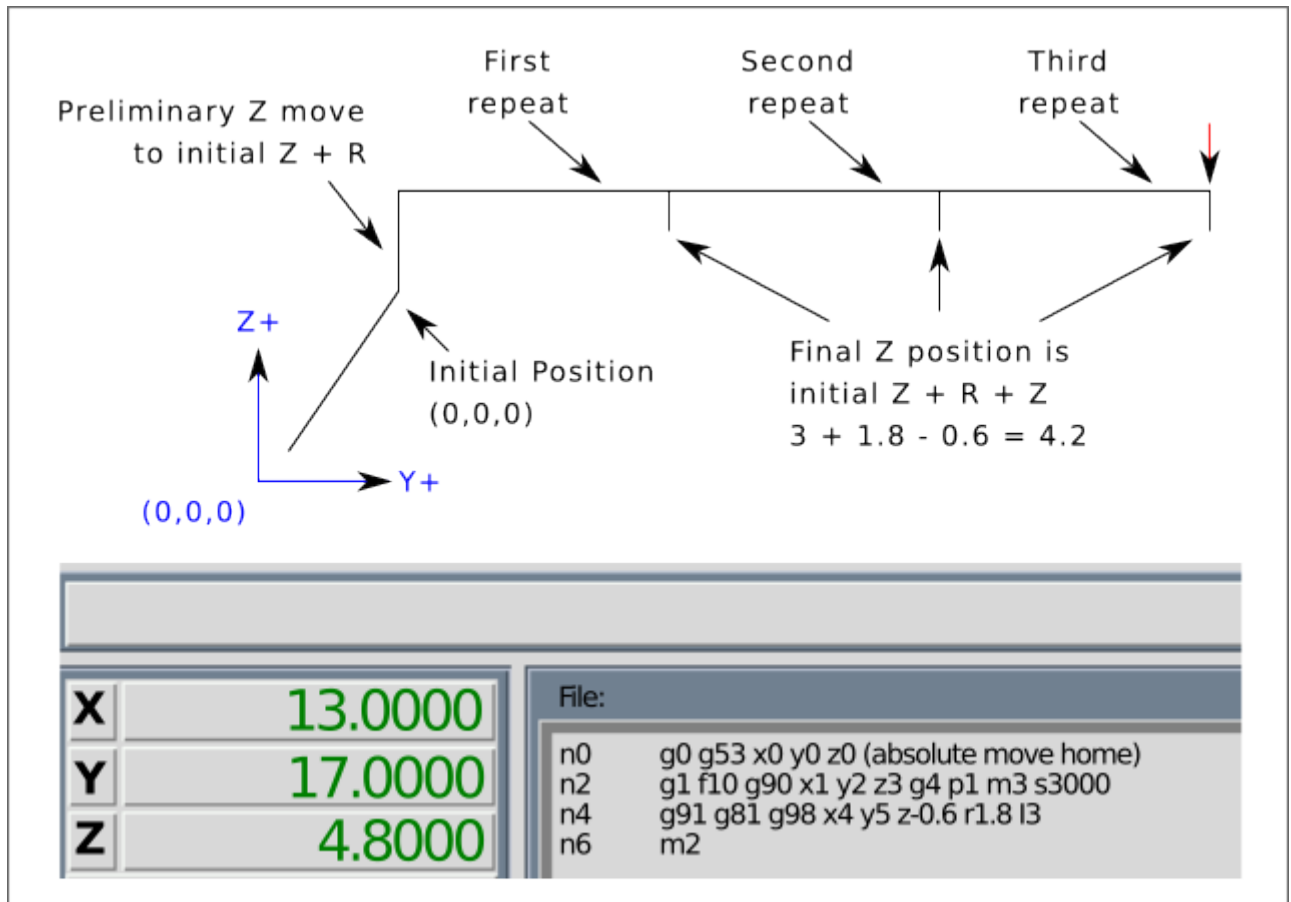 First
repeat
Second
repeat
Third
repeat
Preliminary Z move
to initial Z + R
Z+
Initial Position
(0,0,0)
Final Z position is
initial Z + R + Z
3 + 1.8 - 0.6 = 4.2
Y+
(0,0,0)
X 13.0000
Y 17.0000
Z 4.8000
File:
n0 g0 g53 x0 y0 z0 (absolute move home)
n2 g1 f10 g90 x1 y2 z3 g4 p1 m3 s3000
n4 g91 g81 g98 x4 y5 z-0.6 r1.8 l3
n6 m2